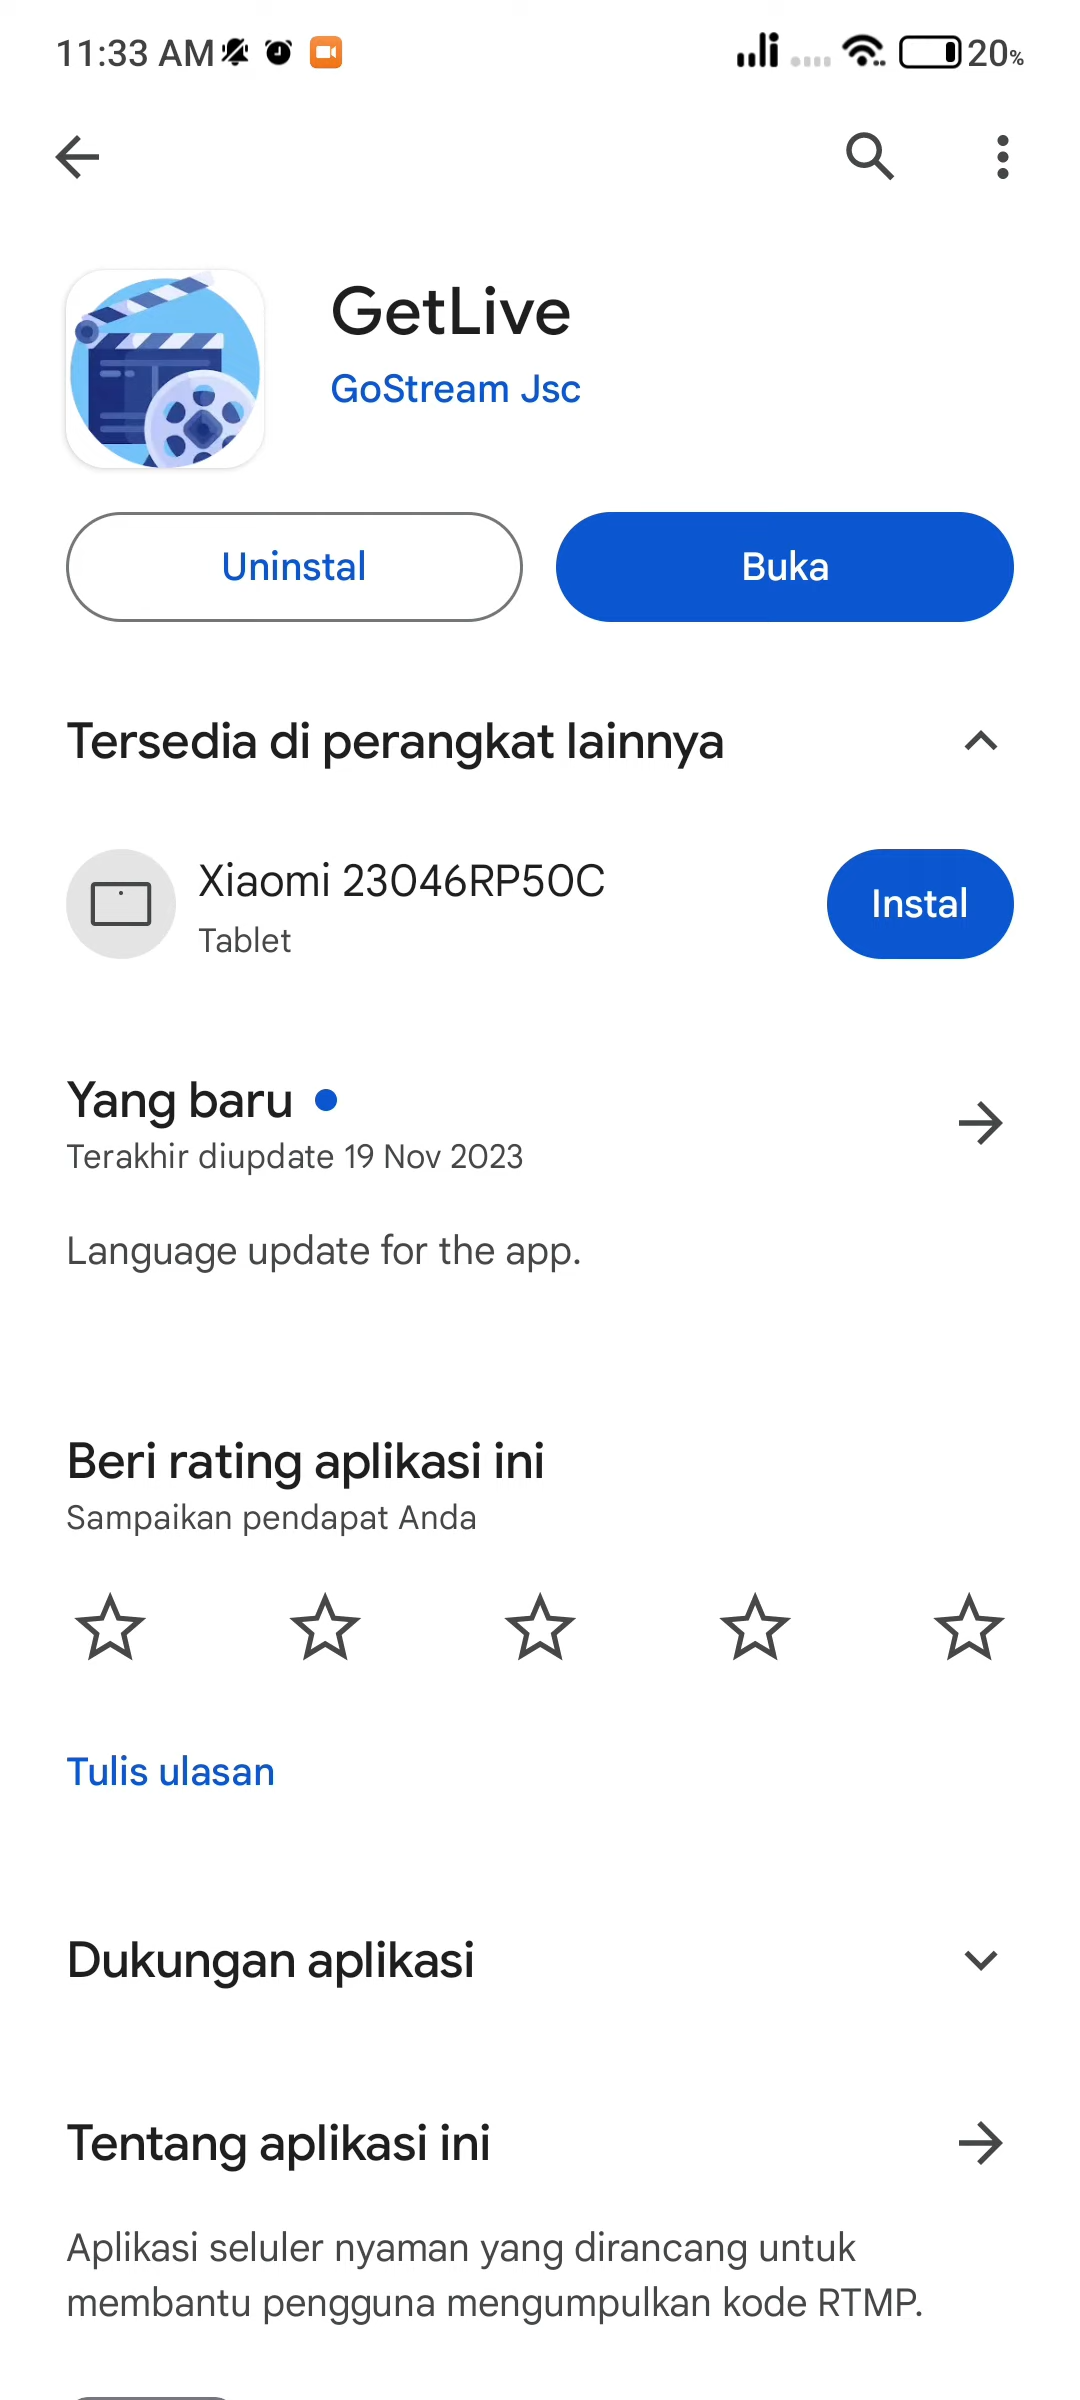 11:33 AM 20%
GetLive
GoStream Jsc
Uninstal Buka
Tersedia di perangkat lainnya
Xiaomi 23046RP50C
Tablet
Instal
Yang baru
Terakhir diupdate 19 Nov 2023
Language update for the app.
Beri rating aplikasi ini
Sampaikan pendapat Anda
Tulis ulasan
Dukungan aplikasi
Tentang aplikasi ini
Aplikasi seluler nyaman yang dirancang untuk
membantu pengguna mengumpulkan kode RTMP.